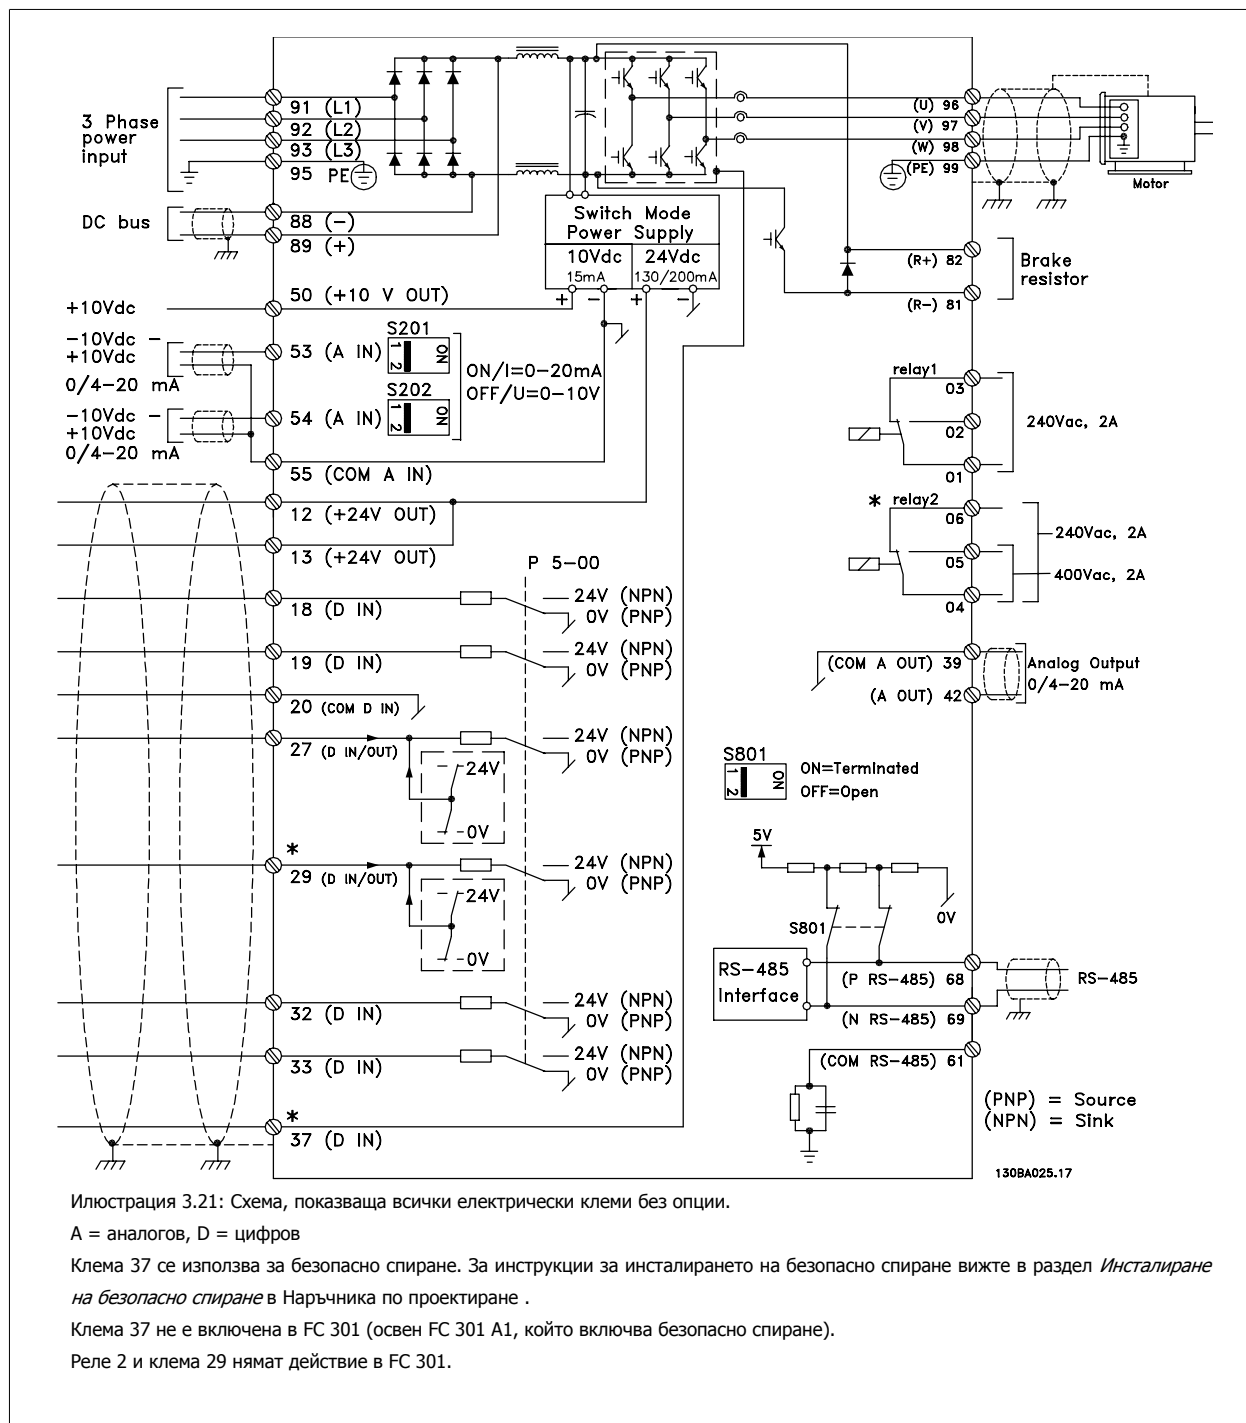 3 Phase
power
input
91 (L1)
92 (L2)
93 (L3)
95 PE
DC bus
88 (-)
89 (+)
Switch Mode
Power Supply
10Vdc
15mA
24Vdc
130/200mA
+ - + -
(U) 96
(V) 97
(W) 98
(PE) 99
Motor
(R+) 82
(R-) 81
Brake
resistor
+10Vdc
50 (+10 V OUT)
-10Vdc -
+10Vdc
0/4-20 mA
53 (A IN)
S201
1 2
ON
ON/I=0-20mA
OFF/U=0-10V
S202
1 2
ON
-10Vdc -
+10Vdc
0/4-20 mA
54 (A IN)
55 (COM A IN)
12 (+24V OUT)
13 (+24V OUT)
P 5-00
18 (D IN)
24V (NPN)
0V (PNP)
19 (D IN)
24V (NPN)
0V (PNP)
20 (COM D IN)
27 (D IN/OUT)
24V (NPN)
0V (PNP)
24V
0V
*
29 (D IN/OUT)
24V (NPN)
0V (PNP)
24V
0V
32 (D IN)
24V (NPN)
0V (PNP)
33 (D IN)
24V (NPN)
0V (PNP)
*
37 (D IN)
relay1
03
02
01
240Vac, 2A
* relay2
06
05
04
240Vac, 2A
400Vac, 2A
(COM A OUT) 39
(A OUT) 42
Analog Output
0/4-20 mA
S801
1 2
ON
ON=Terminated
OFF=Open
5V
S801
0V
RS-485
Interface
(P RS-485) 68
(N RS-485) 69
RS-485
(COM RS-485) 61
(PNP) = Source
(NPN) = Sink
130BA025.17
Илюстрация 3.21: Схема, показваща всички електрически клеми без опции.
A = аналогов, D = цифров
Клема 37 се използва за безопасно спиране. За инструкции за инсталирането на безопасно спиране вижте в раздел Инсталиране
на безопасно спиране в Наръчника по проектиране .
Клема 37 не е включена в FC 301 (освен FC 301 A1, който включва безопасно спиране).
Реле 2 и клема 29 нямат действие в FC 301.